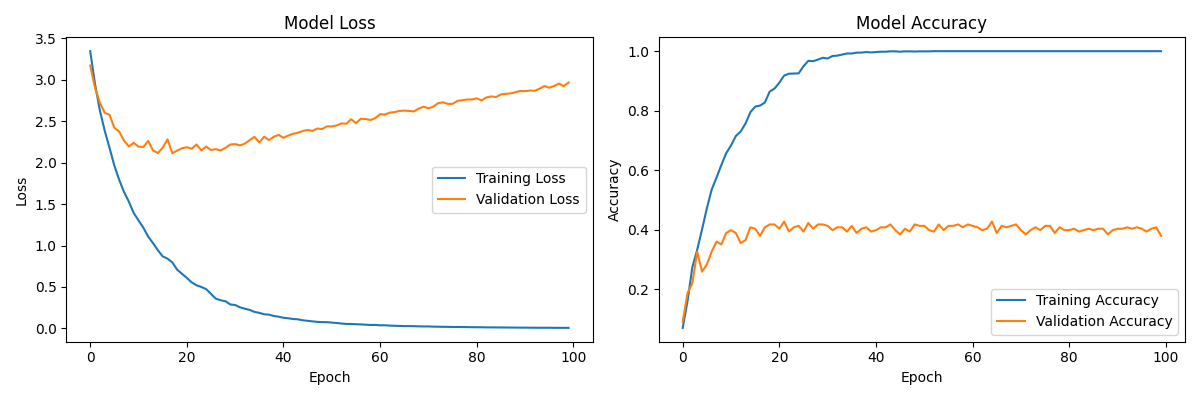 Model Loss
3.5
3.0
2.5
2.0
1.5
1.0
0.5
0.0
Loss
0 20 40 60 80 100
Epoch
Training Loss
Validation Loss
Model Accuracy
1.0
0.8
0.6
0.4
0.2
Accuracy
0 20 40 60 80 100
Epoch
Training Accuracy
Validation Accuracy